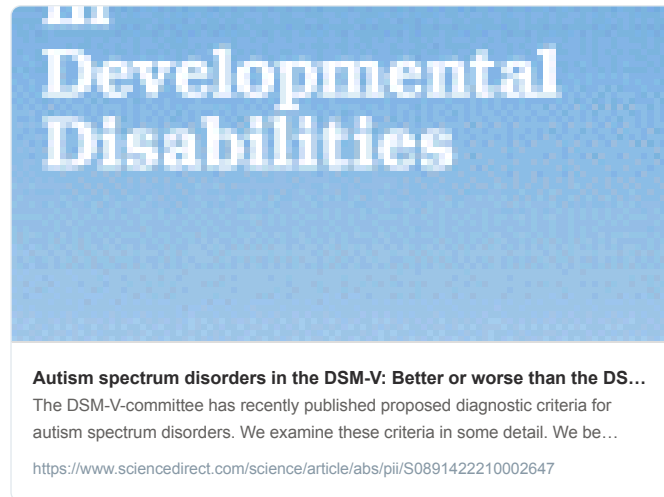 in
Developmental
Disabilities
Autism spectrum disorders in the DSM-V: Better or worse than the DS…
The DSM-V-committee has recently published proposed diagnostic criteria for
autism spectrum disorders. We examine these criteria in some detail. We be…
https://www.sciencedirect.com/science/article/abs/pii/S0891422210002647